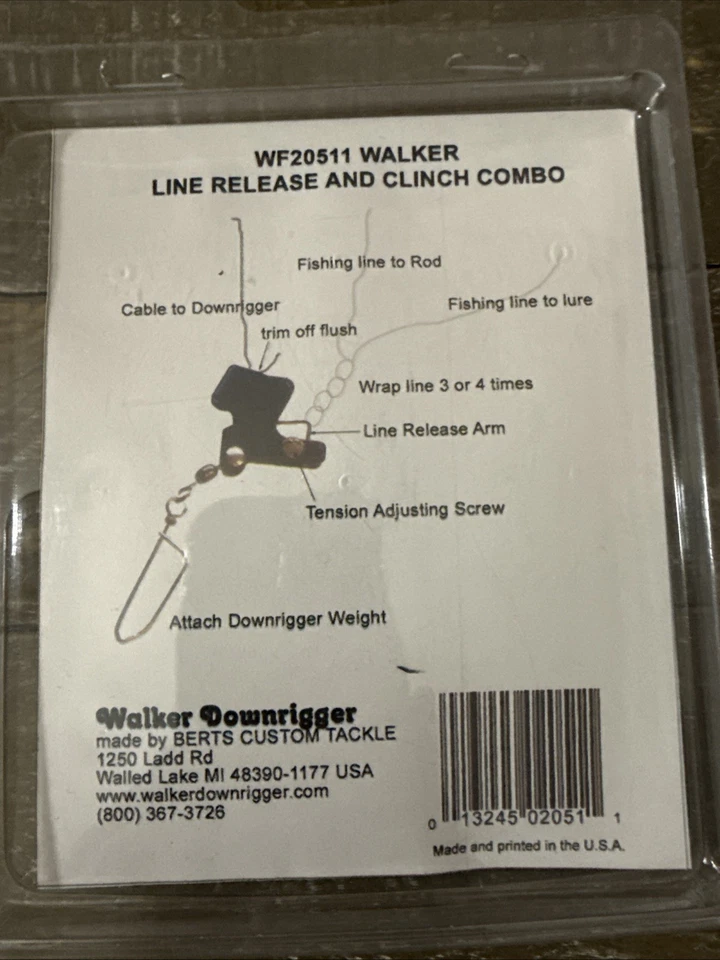 WF20511 WALKER
LINE RELEASE AND CLINCH COMBO
Fishing line to Rod
Cable to Downrigger
Fishing line to lure
trim off flush
Wrap line 3 or 4 times
Line Release Arm
Tension Adjusting Screw
Attach Downrigger Weight
Walker Downrigger
made by BERTS CUSTOM TACKLE
1250 Ladd Rd
Walled Lake MI 48390-1177 USA
www.walkerdownrigger.com
(800) 367-3726
0 13245 02051 1
Made and printed in the U.S.A.